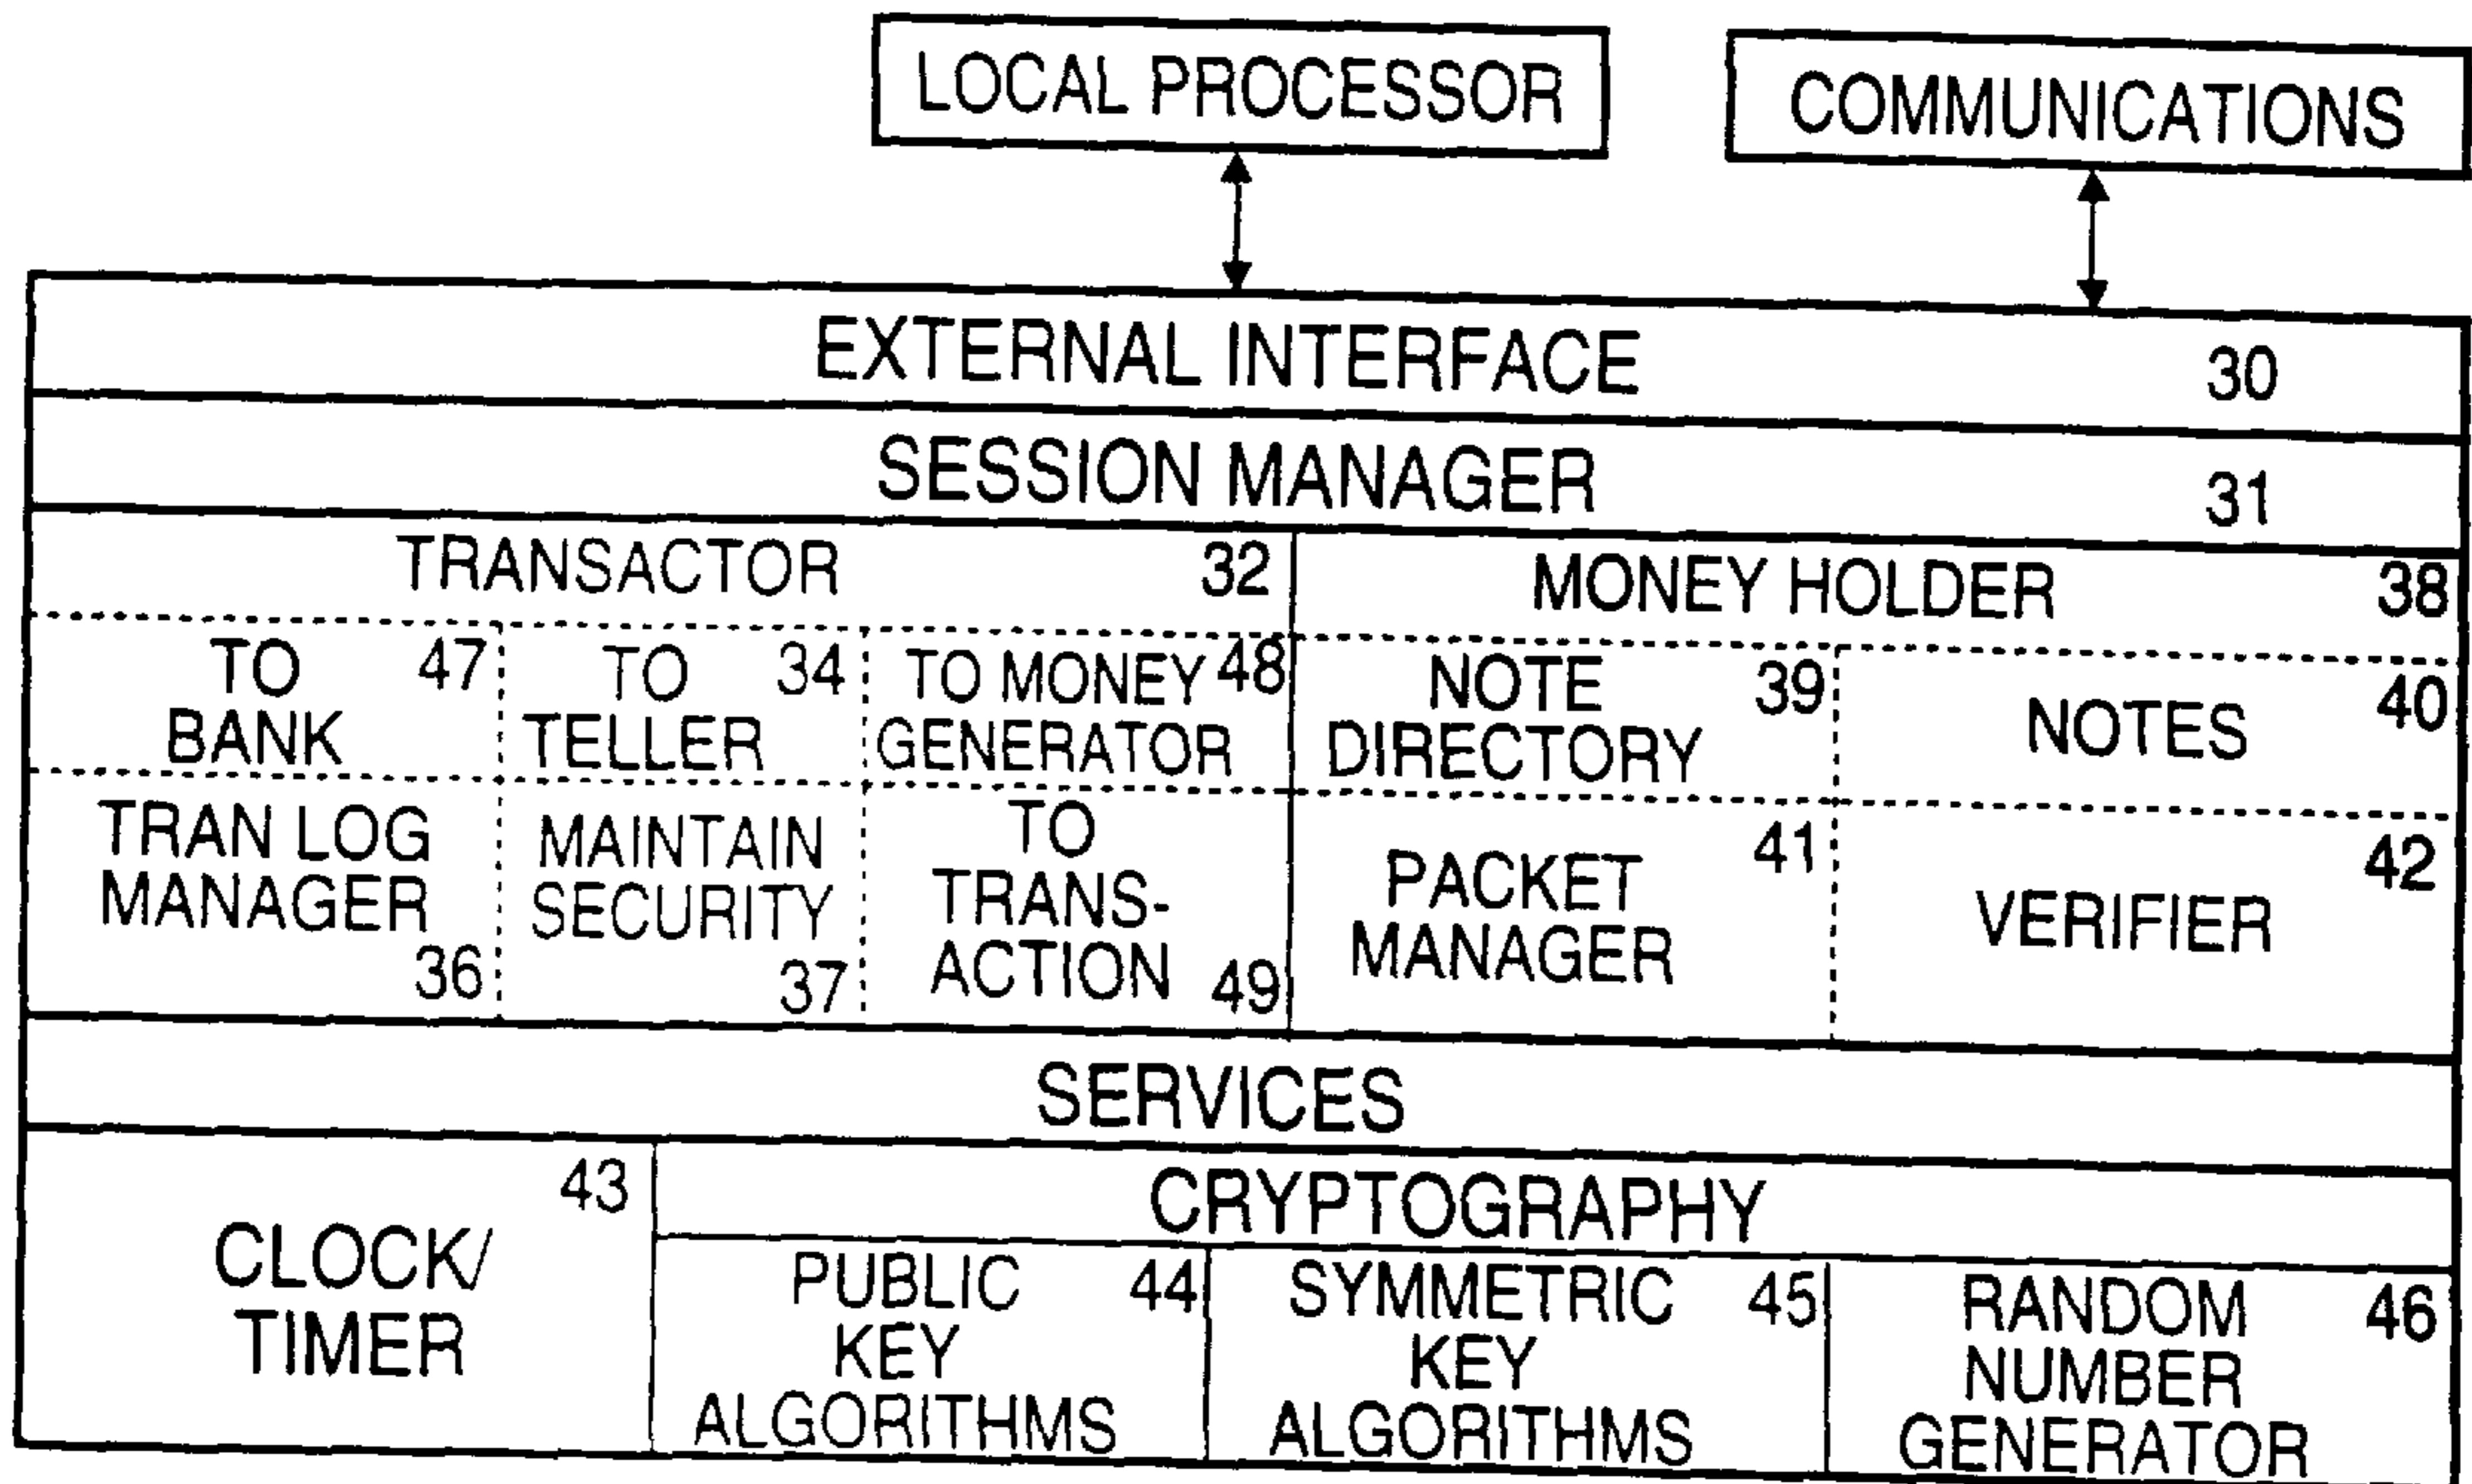 LOCAL PROCESSOR
COMMUNICATIONS
EXTERNAL INTERFACE 30
SESSION MANAGER 31
TRANSACTOR 32
MONEY HOLDER 38
TO 47
BANK
TO 34
TELLER
TO MONEY 48
GENERATOR
NOTE 39
DIRECTORY
NOTES 40
TRAN LOG
MANAGER
36
MAINTAIN
SECURITY
37
TO
TRANS-
ACTION 49
PACKET 41
MANAGER
VERIFIER 42
SERVICES
43
CLOCK/
TIMER
CRYPTOGRAPHY
PUBLIC 44
KEY
ALGORITHMS
SYMMETRIC 45
KEY
ALGORITHMS
RANDOM 46
NUMBER
GENERATOR